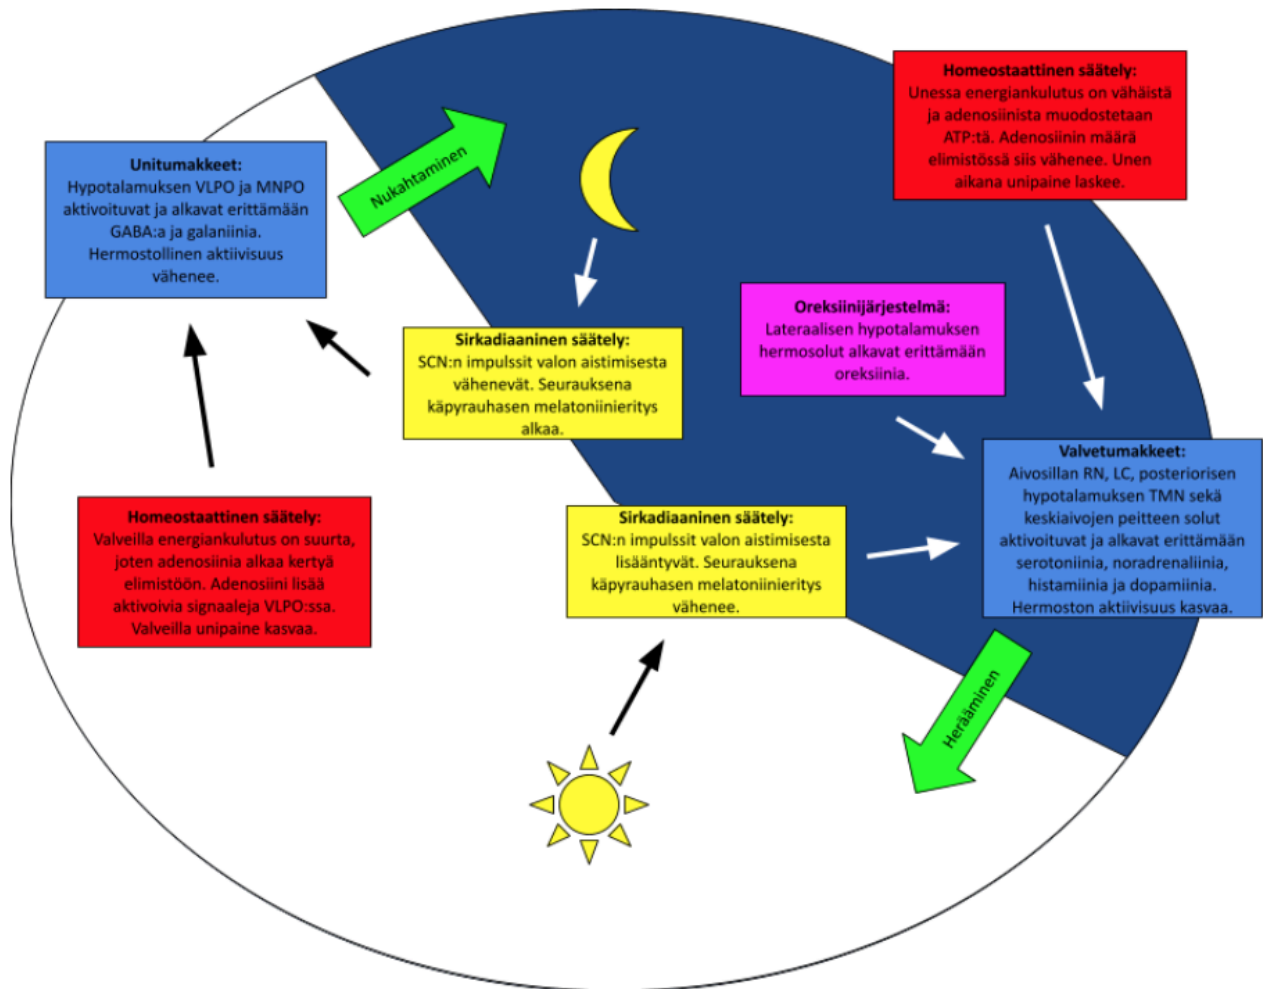 Homeostaattinen säätely:
Unessa energiankulutus on vähäistä
ja adenosiinista muodostetaan
ATP:tä. Adenosiinin määrä
elimistössä siis vähenee. Unen
aikana unipaine laskee.
Unitumakkeet:
Hypotalamuksen VLPO ja MNPO
aktivoituvat ja alkavat erittämään
GABA:a ja galaniinia.
Hermostollinen aktiivisuus
vähenee.
Nukahtaminen
Oreksiinijärjestelmä:
Lateraalisen hypotalamuksen
hermosolut alkavat erittämään
oreksiinia.
Sirkadiaaninen säätely:
SCN:n impulssit valon aistimisesta
vähenevät. Seurauksena
käpyrauhasen melatoniinieritys
alkaa.
Valvetumakkeet:
Aivosillan RN, LC, posteriorisen
hypotalamuksen TMN sekä
keskiaivojen peitteen solut
aktivoituvat ja alkavat erittämään
serotoniinia, noradrenaliinia,
histamiinia ja dopamiinia.
Hermoston aktiivisuus kasvaa.
Homeostaattinen säätely:
Valveilla energiankulutus on suurta,
joten adenosiinia alkaa kertyä
elimistöön. Adenosiini lisää
aktivoivia signaaleja VLPO:ssa.
Valveilla unipaine kasvaa.
Sirkadiaaninen säätely:
SCN:n impulssit valon aistimisesta
lisääntyvät. Seurauksena
käpyrauhasen melatoniinieritys
vähenee.
Herääminen